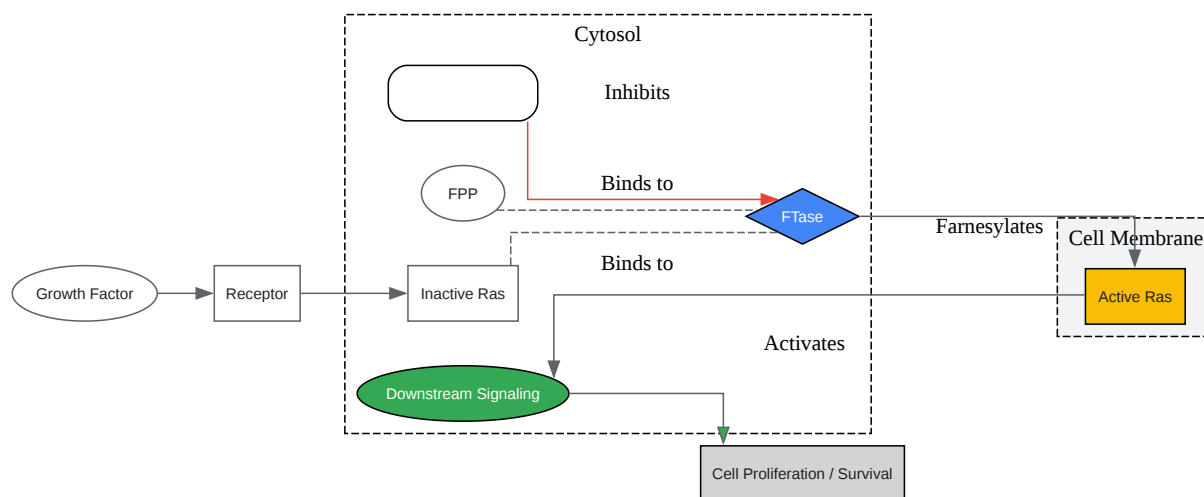 Cytosol
Inhibits
FPP
Binds to
FTase
Farnesylates
Cell Membrane
Binds to
Growth Factor
Receptor
Inactive Ras
Active Ras
Activates
Downstream Signaling
Cell Proliferation / Survival